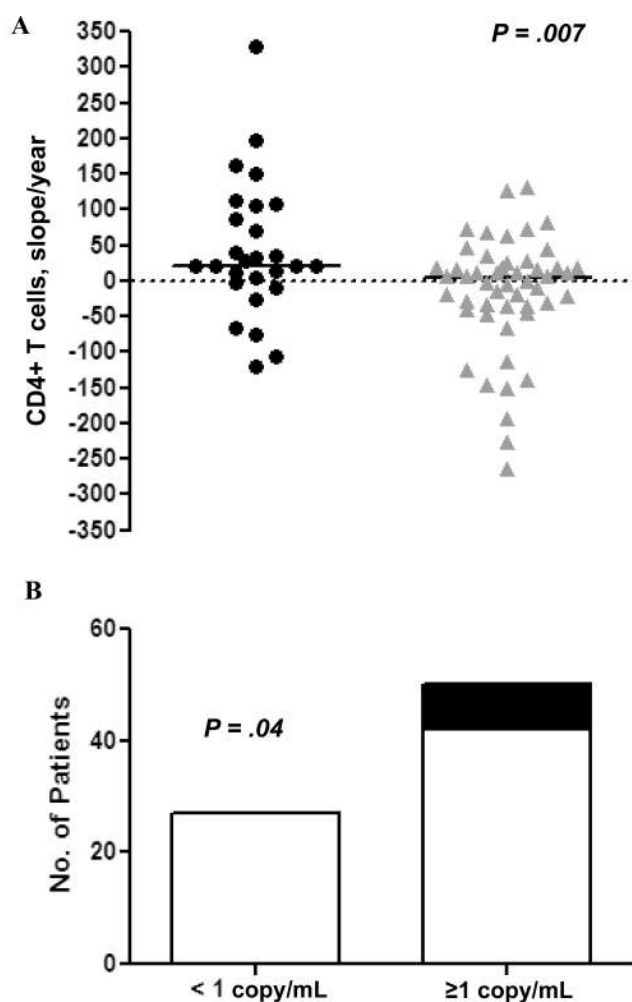 A
P = .007
CD4+ T cells, slope/year
350
300
250
200
150
100
50
0
-50
-100
-150
-200
-250
-300
-350
B
P = .04
No. of Patients
60
40
20
0
< 1 copy/mL
≥1 copy/mL